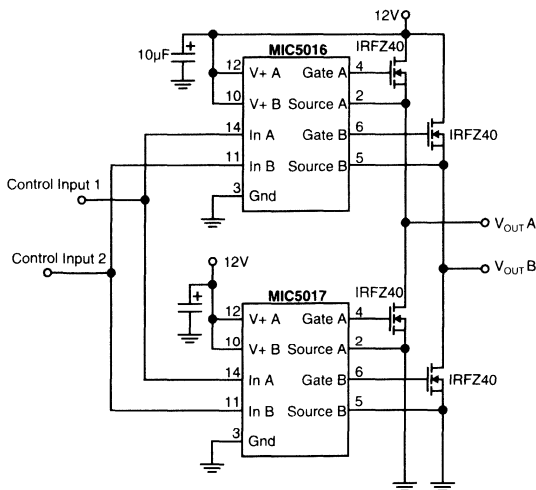 12V
IRFZ40
10µF
+
MIC5016
12 V+ A Gate A 4
10 V+ B Source A 2
14 In A Gate B 6
IRFZ40
11 In B Source B 5
3 Gnd
Control Input 1
Control Input 2
V_OUT A
V_OUT B
12V
+
MIC5017
IRFZ40
12 V+ A Gate A 4
10 V+ B Source A 2
14 In A Gate B 6
IRFZ40
11 In B Source B 5
3 Gnd